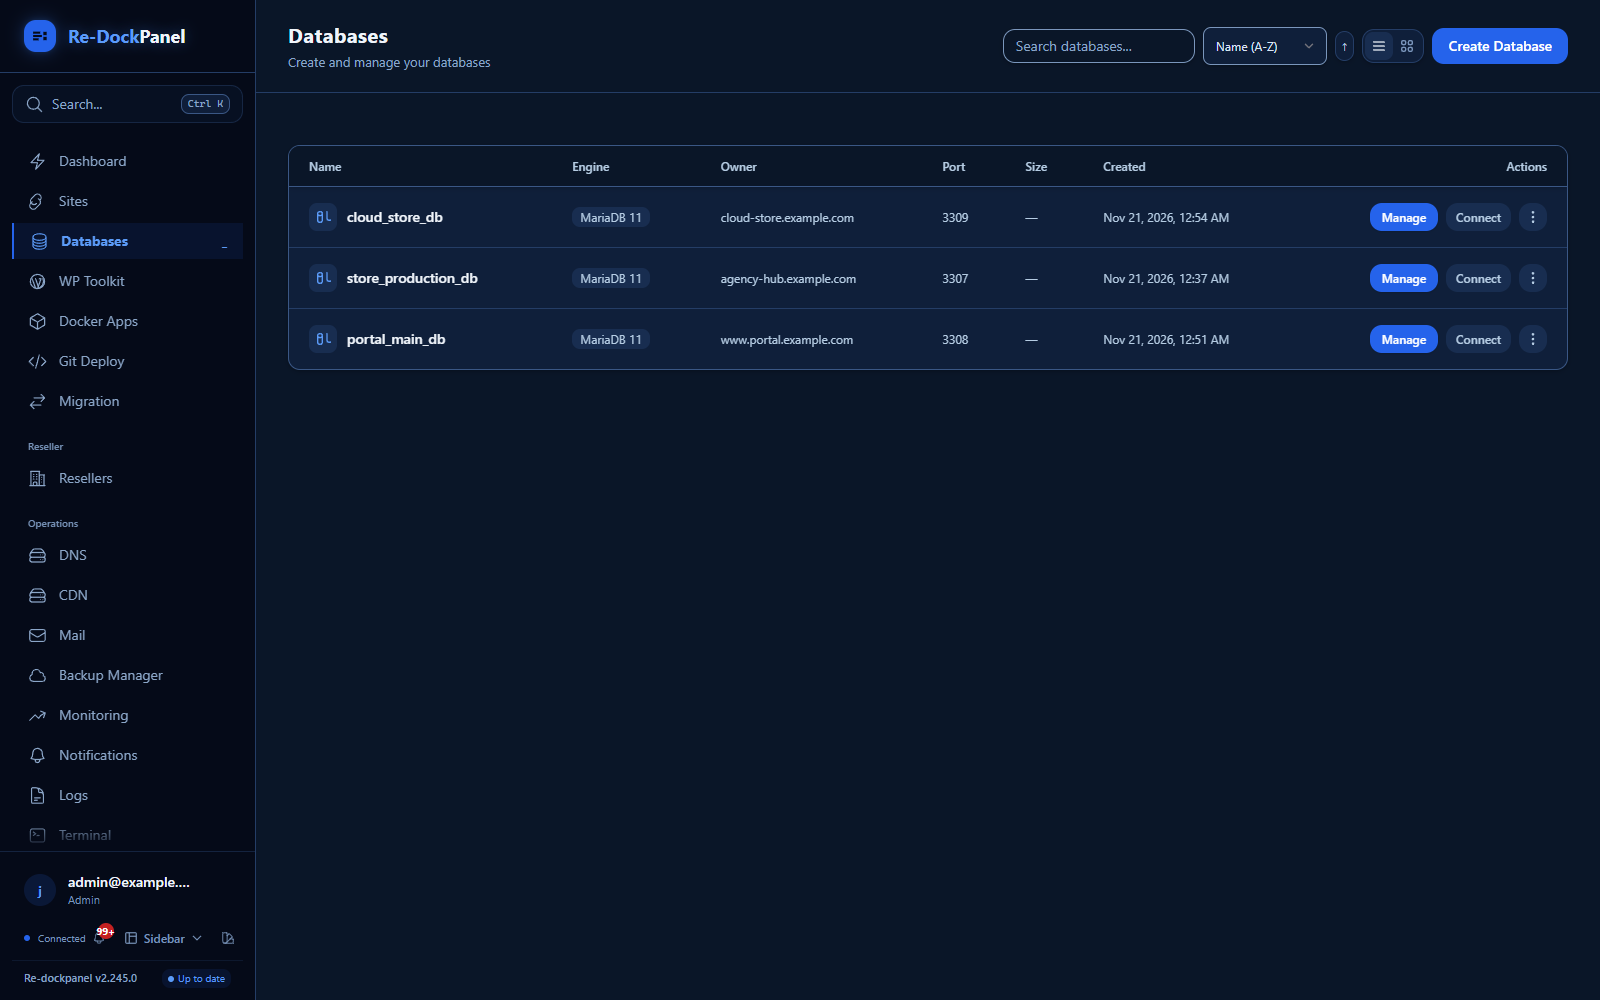 Re-DockPanel
Search...
Ctrl K
Dashboard
Sites
Databases
WP Toolkit
Docker Apps
Git Deploy
Migration
Reseller
Resellers
Operations
DNS
CDN
Mail
Backup Manager
Monitoring
Notifications
Logs
Terminal
j
admin@example....
Admin
Connected
99+
Sidebar
Re-dockpanel v2.245.0
Up to date
Databases
Create and manage your databases
Search databases...
Name (A-Z)
↑
Create Database
Name Engine Owner Port Size Created Actions
cloud_store_db MariaDB 11 cloud-store.example.com 3309 — Nov 21, 2026, 12:54 AM Manage Connect
store_production_db MariaDB 11 agency-hub.example.com 3307 — Nov 21, 2026, 12:37 AM Manage Connect
portal_main_db MariaDB 11 www.portal.example.com 3308 — Nov 21, 2026, 12:51 AM Manage Connect